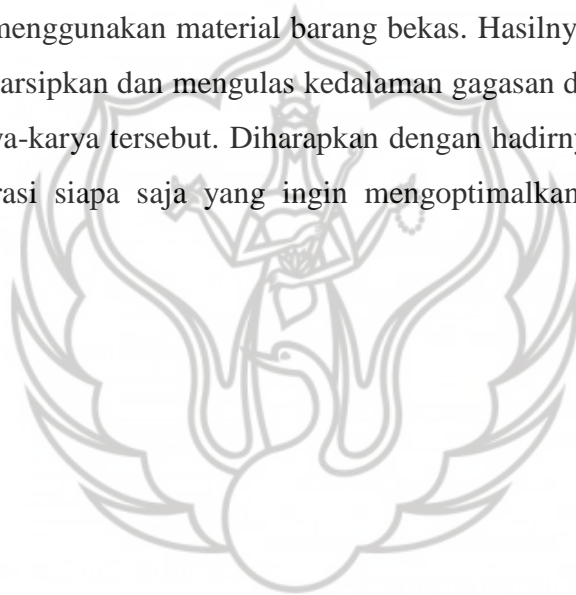 menggunakan material barang bekas. Hasilny
arsipkan dan mengulas kedalaman gagasan d
ya-karya tersebut. Diharapkan dengan hadirny
rasi siapa saja yang ingin mengoptimalkan